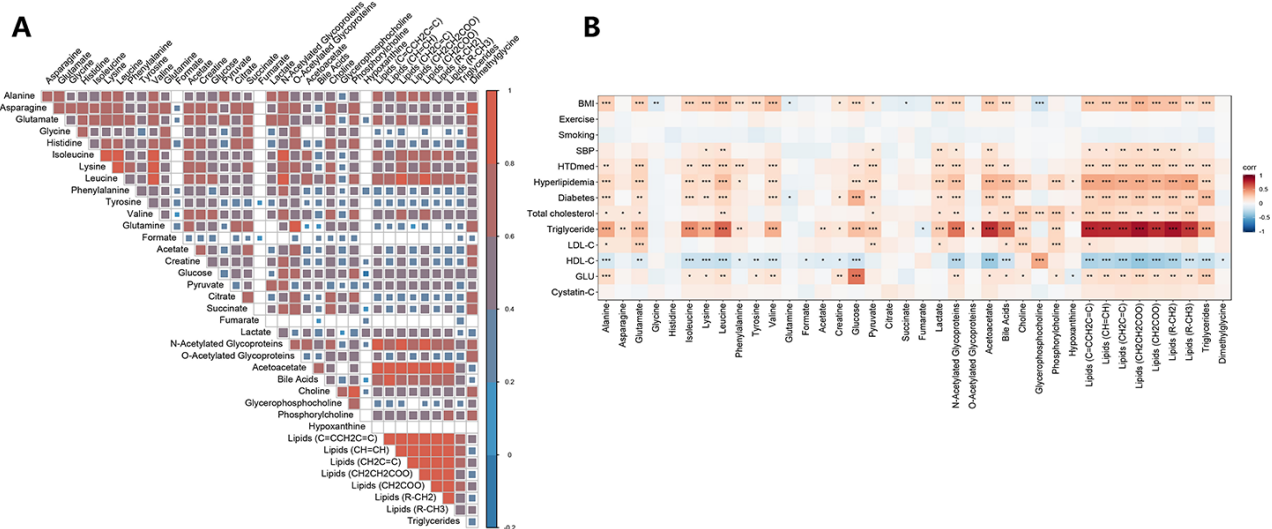 A
Asparagine
Glutamate
Glycine
Histidine
Isoleucine
Lysine
Leucine
Phenylalanine
Tyrosine
Valine
Glutamine
Formate
Acetate
Creatine
Glucose
Pyruvate
Citrate
Succinate
Fumarate
Lactate
N-Acetylated Glycoproteins
O-Acetylated Glycoproteins
Acetoacetate
Bile Acids
Choline
Glycerophosphocholine
Phosphorylcholine
Hypoxanthine
Lipids (C=CCH2C=C)
Lipids (CH=CH)
Lipids (CH2C=C)
Lipids (CH2CH2COO)
Lipids (CH2COO)
Lipids (R-CH2)
Lipids (R-CH3)
Triglycerides
Dimethylglycine
Alanine
Asparagine
Glutamate
Glycine
Histidine
Isoleucine
Lysine
Leucine
Phenylalanine
Tyrosine
Valine
Glutamine
Formate
Acetate
Creatine
Glucose
Pyruvate
Citrate
Succinate
Fumarate
Lactate
N-Acetylated Glycoproteins
O-Acetylated Glycoproteins
Acetoacetate
Bile Acids
Choline
Glycerophosphocholine
Phosphorylcholine
Hypoxanthine
Lipids (C=CCH2C=C)
Lipids (CH=CH)
Lipids (CH2C=C)
Lipids (CH2CH2COO)
Lipids (CH2COO)
Lipids (R-CH2)
Lipids (R-CH3)
Triglycerides
1
0.8
0.6
0.4
0.2
0
-0.2
B
BMI
Exercise
Smoking
SBP
HTDmed
Hyperlipidemia
Diabetes
Total cholesterol
Triglyceride
LDL-C
HDL-C
GLU
Cystatin-C
Alanine
Asparagine
Glutamate
Glycine
Histidine
Isoleucine
Lysine
Leucine
Phenylalanine
Tyrosine
Valine
Glutamine
Formate
Acetate
Creatine
Glucose
Pyruvate
Citrate
Succinate
Fumarate
Lactate
N-Acetylated Glycoproteins
O-Acetylated Glycoproteins
Acetoacetate
Bile Acids
Choline
Glycerophosphocholine
Phosphorylcholine
Hypoxanthine
Lipids (C=CCH2C=C)
Lipids (CH=CH)
Lipids (CH2C=C)
Lipids (CH2CH2COO)
Lipids (CH2COO)
Lipids (R-CH2)
Lipids (R-CH3)
Triglycerides
Dimethylglycine
corr
1.0
0.5
0.0
-0.5
-1